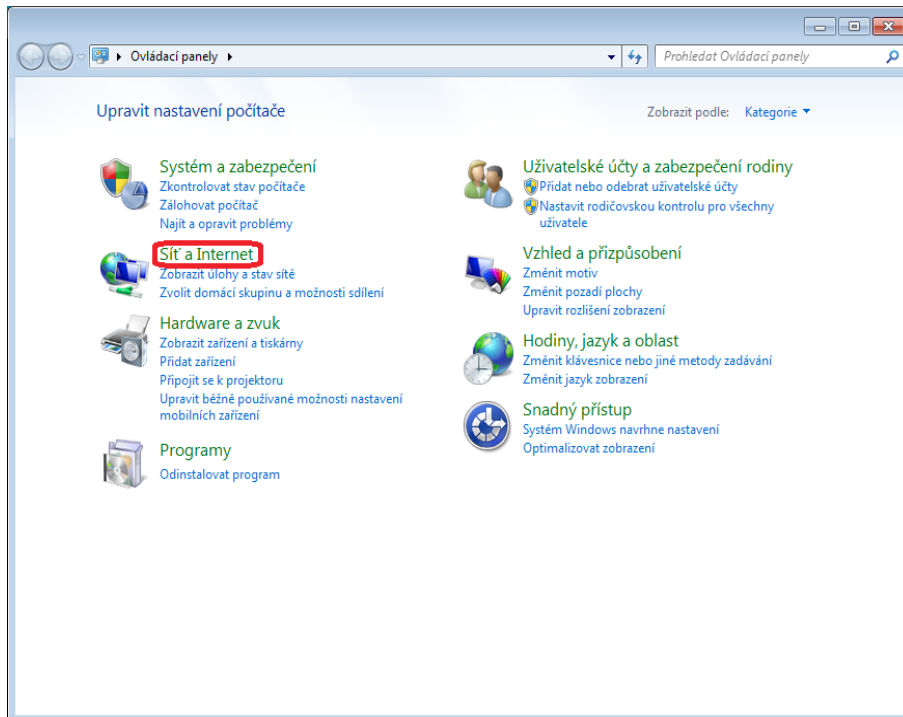 Ovládací panely
Prohledat Ovládací panely
Upravit nastavení počítače
Zobrazit podle: Kategorie
Systém a zabezpečení
Zkontrolovat stav počítače
Zálohovat počítač
Najít a opravit problémy
Síť a Internet
Zobrazit úlohy a stav sítě
Zvolit domácí skupinu a možnosti sdílení
Hardware a zvuk
Zobrazit zařízení a tiskárny
Přidat zařízení
Připojit se k projektoru
Upravit běžně používané možnosti nastavení
mobilních zařízení
Programy
Odinstalovat program
Uživatelské účty a zabezpečení rodiny
Přidat nebo odebrat uživatelské účty
Nastavit rodičovskou kontrolu pro všechny
uživatele
Vzhled a přizpůsobení
Změnit motiv
Změnit pozadí plochy
Upravit rozlišení zobrazení
Hodiny, jazyk a oblast
Změnit klávesnice nebo jiné metody zadávání
Změnit jazyk zobrazení
Snadný přístup
Systém Windows navrhne nastavení
Optimalizovat zobrazení